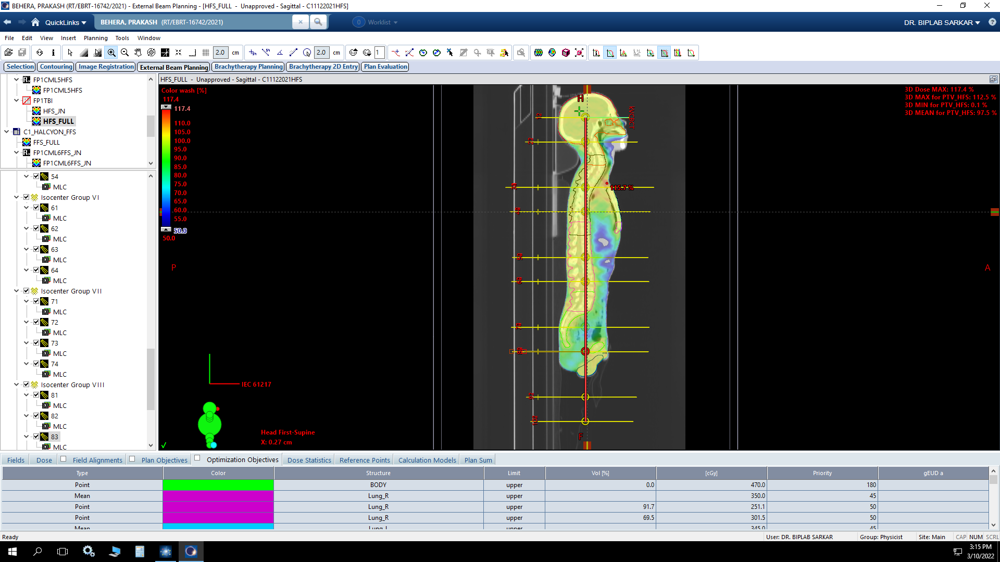 BEHERA, PRAKASH (RT/EBRT-16742/2021) - External Beam Planning - [HFS_FULL - Unapproved - Sagittal - C11122021HFS]
QuickLinks
BEHERA, PRAKASH (RT/EBRT-16742/2021)
×
0 Worklist
DR. BIPLAB SARKAR
?
File Edit View Insert Planning Tools Window
2.0 cm 2.0 cm 1
Selection Contouring Image Registration External Beam Planning Brachytherapy Planning Brachytherapy 2D Entry Plan Evaluation
FP1CML5HFS
FP1CML5HFS
FP1TBI
HFS_JN
HFS_FULL
C1_HALCYON_FFS
FFS_FULL
FP1CML6FFS_JN
FP1CML6FFS_JN
54
MLC
Isocenter Group VI
61
MLC
62
MLC
63
MLC
64
MLC
Isocenter Group VII
71
MLC
72
MLC
73
MLC
74
MLC
Isocenter Group VIII
81
MLC
82
MLC
83
MLC
HFS_FULL - Unapproved - Sagittal - C11122021HFS
Color wash [%]
117.4
117.4
110.0
105.0
100.0
95.0
90.0
85.0
80.0
75.0
70.0
65.0
60.0
55.0
50.0
50.0
3D Dose MAX: 117.4 %
3D MAX for PTV_HFS: 112.5 %
3D MIN for PTV_HFS: 0.1 %
3D MEAN for PTV_HFS: 97.5 %
H
KVCBCT
115.7 %
P
A
F
IEC 61217
Head First-Supine
X: 0.27 cm
Fields Dose Field Alignments Plan Objectives Optimization Objectives Dose Statistics Reference Points Calculation Models Plan Sum
Type Color Structure Limit Vol [%] [cGy] Priority gEUD a
Point BODY upper 0.0 470.0 180
Mean Lung_R upper 350.0 45
Point Lung_R upper 91.7 251.1 50
Point Lung_R upper 69.5 301.5 50
Mean Lung_L upper 345.0 45
Ready
User: DR. BIPLAB SARKAR Group: Physicist Site: Main CAP NUM SCRL
3:15 PM
3/10/2022